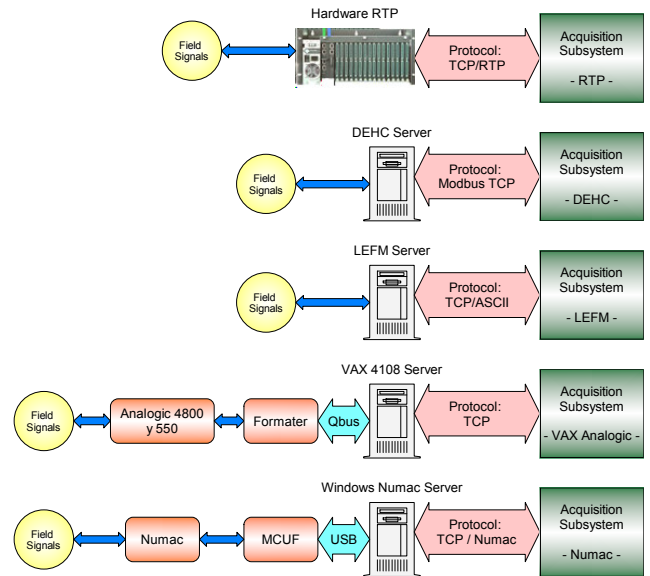 Hardware RTP
Field
Signals
Protocol:
TCP/RTP
Acquisition
Subsystem
- RTP -
DEHC Server
Field
Signals
Protocol:
Modbus TCP
Acquisition
Subsystem
- DEHC -
LEFM Server
Field
Signals
Protocol:
TCP/ASCII
Acquisition
Subsystem
- LEFM -
VAX 4108 Server
Field
Signals
Analogic 4800
y 550
Formater
Qbus
Protocol:
TCP
Acquisition
Subsystem
- VAX Analogic -
Windows Numac Server
Field
Signals
Numac
MCUF
USB
Protocol:
TCP / Numac
Acquisition
Subsystem
- Numac -